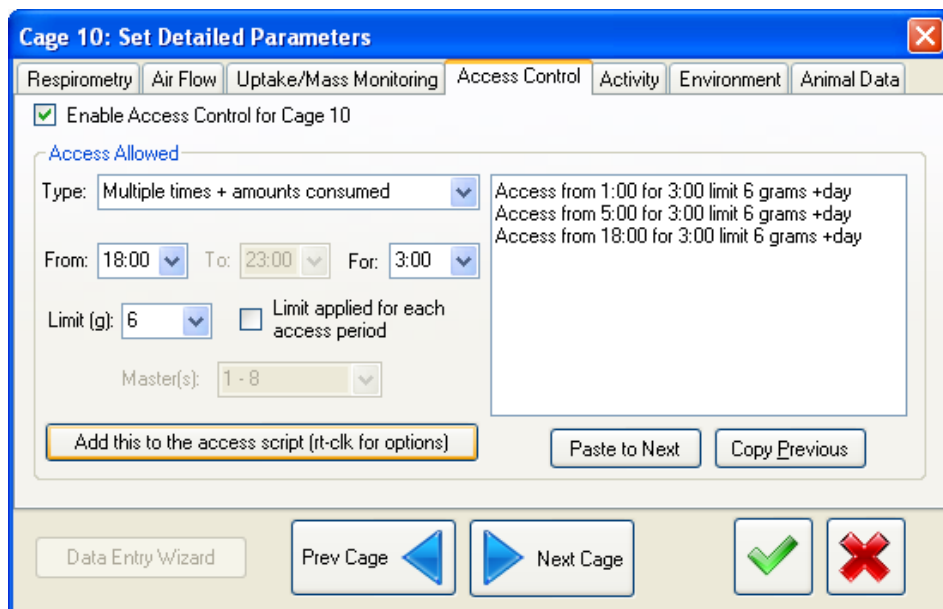 Cage 10: Set Detailed Parameters
Respirometry Air Flow Uptake/Mass Monitoring Access Control Activity Environment Animal Data
Enable Access Control for Cage 10
Access Allowed
Type: Multiple times + amounts consumed
From: 18:00 To: 23:00 For: 3:00
Limit (g): 6 Limit applied for each
access period
Master(s): 1 - 8
Add this to the access script (rt-clk for options)
Access from 1:00 for 3:00 limit 6 grams +day
Access from 5:00 for 3:00 limit 6 grams +day
Access from 18:00 for 3:00 limit 6 grams +day
Paste to Next Copy Previous
Data Entry Wizard Prev Cage Next Cage